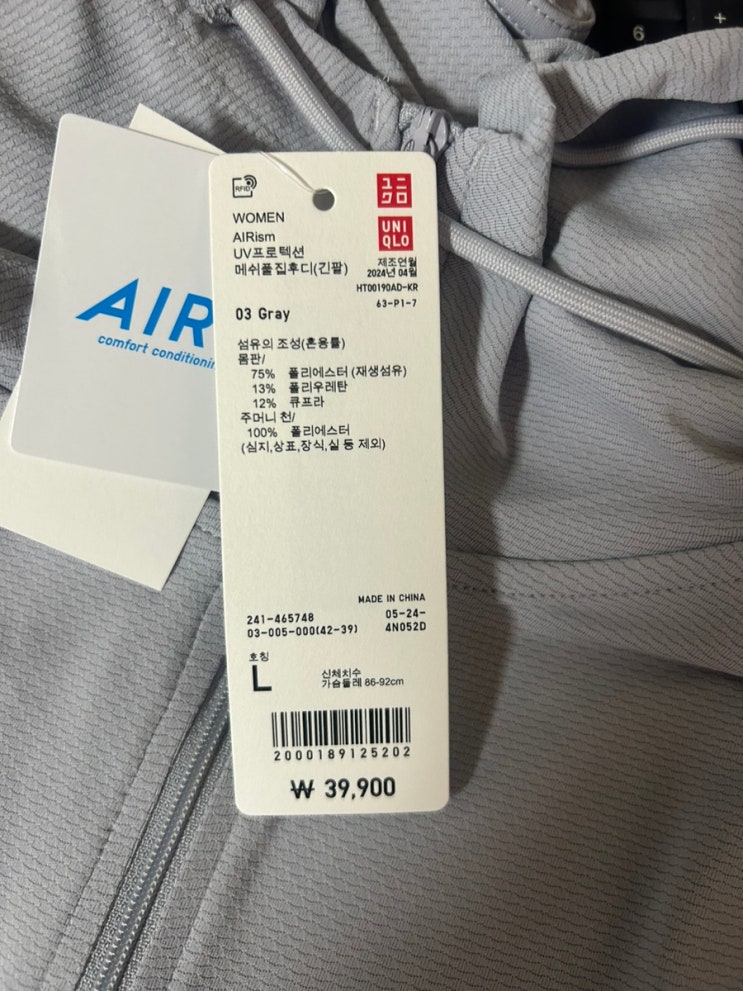 RFID
ユニ
クロ
UNI
QLO
WOMEN
AIRism
UV프로텍션
메쉬풀집후디(긴팔)
제조연월
2024년 04월
HT00190AD-KR
63-P1-7
03 Gray
섬유의 조성(혼용률)
몸판/
75% 폴리에스터 (재생섬유)
13% 폴리우레탄
12% 큐프라
주머니 천/
100% 폴리에스터
(심지,상표,장식,실 등 제외)
MADE IN CHINA
241-465748
05-24-
03-005-000(42-39)
4N052D
호칭
L
신체치수
가슴둘레 86-92cm
2000189125202
₩ 39,900
AIR
comfort conditionin
6
+